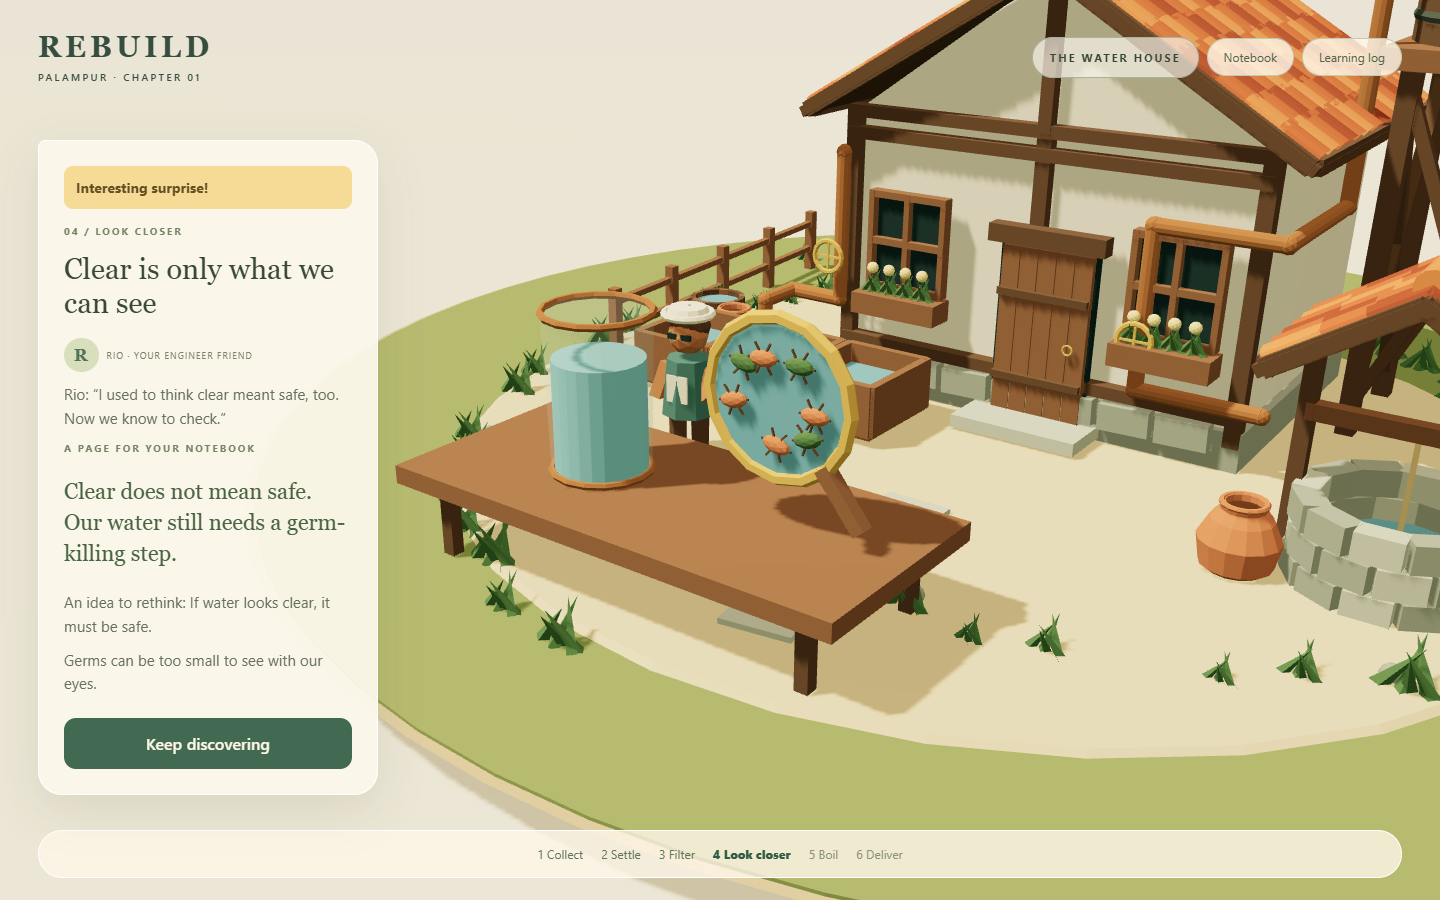 REBUILD
PALAMPUR · CHAPTER 01
THE WATER HOUSE
Notebook
Learning log
Interesting surprise!
04 / LOOK CLOSER
Clear is only what we
can see
R
RIO · YOUR ENGINEER FRIEND
Rio: “I used to think clear meant safe, too.
Now we know to check.”
A PAGE FOR YOUR NOTEBOOK
Clear does not mean safe.
Our water still needs a germ-
killing step.
An idea to rethink: If water looks clear, it
must be safe.
Germs can be too small to see with our
eyes.
Keep discovering
1 Collect 2 Settle 3 Filter 4 Look closer 5 Boil 6 Deliver